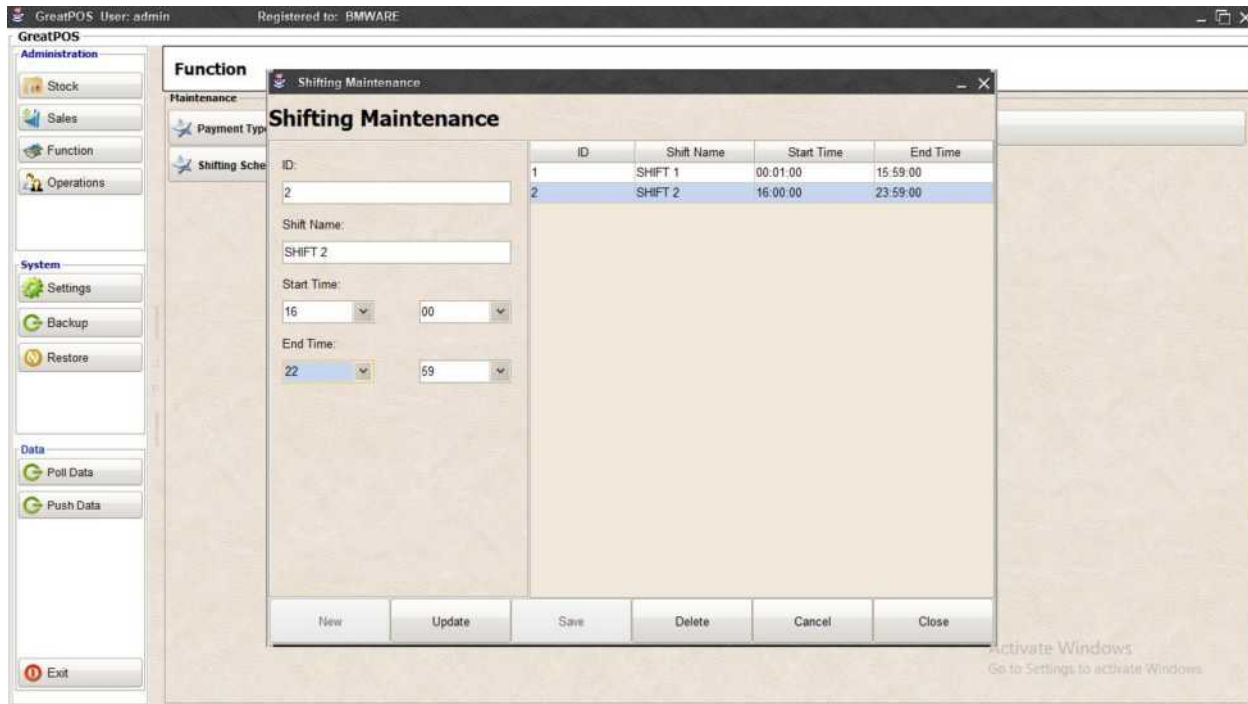 GreatPOS User: admin Registered to: BMWARE
GreatPOS
Administration
Stock
Sales
Function
Operations
System
Settings
Backup
Restore
Data
Poll Data
Push Data
Exit
Function
Maintenance
Payment Typ
Shifting Sche
Shifting Maintenance
Shifting Maintenance
ID:
2
Shift Name:
SHIFT 2
Start Time:
16 00
End Time:
22 59
ID Shift Name Start Time End Time
1 SHIFT 1 00:01:00 15:59:00
2 SHIFT 2 16:00:00 23:59:00
New Update Save Delete Cancel Close
Activate Windows
Go to Settings to activate Windows.